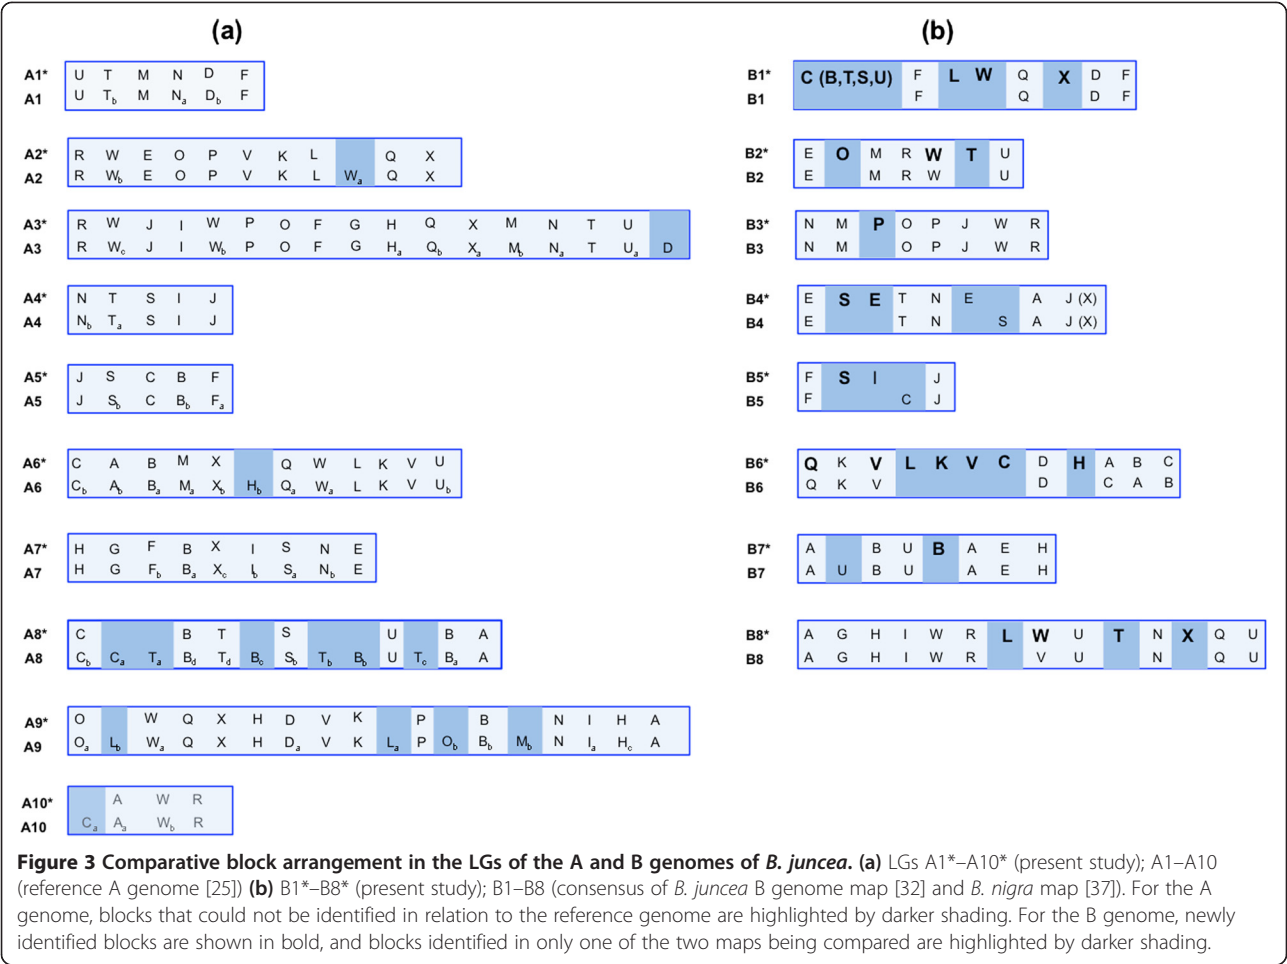 (a)
A1* U T M N D F
A1 U Tb M Na Db F
A2* R W E O P V K L Q X
A2 R Wb E O P V K L Wa Q X
A3* R W J I W P O F G H Q X M N T U
A3 R Wc J I Wb P O F G Ha Qb Xa Mb Na T Ua D
A4* N T S I J
A4 Nb Ta S I J
A5* J S C B F
A5 J Sb C Bb Fa
A6* C A B M X Q W L K V U
A6 Cb Ab Ba Ma Xb Hb Qa Wa L K V Ub
A7* H G F B X I S N E
A7 H G Fb Ba Xc Ib Sa Nb E
A8* C B T S U B A
A8 Cb Ca Ta Bd Td Bc Sb Tb Bb U Tc Ba A
A9* O W Q X H D V K P B N I H A
A9 Oa Lb Wa Q X H Da V K La P Ob Bb Mb N Ia Hc A
A10* A W R
A10 Ca Aa Wb R
(b)
B1* C (B,T,S,U) F L W Q X D F
B1 F Q D F
B2* E O M R W T U
B2 E M R W U
B3* N M P O P J W R
B3 N M O P J W R
B4* E S E T N E A J (X)
B4 E T N S A J (X)
B5* F S I J
B5 F C J
B6* Q K V L K V C D H A B C
B6 Q K V D C A B
B7* A B U B A E H
B7 A U B U A E H
B8* A G H I W R L W U T N X Q U
B8 A G H I W R V U N Q U
Figure 3 Comparative block arrangement in the LGs of the A and B genomes of B. juncea. (a) LGs A1*–A10* (present study); A1–A10
(reference A genome [25]) (b) B1*–B8* (present study); B1–B8 (consensus of B. juncea B genome map [32] and B. nigra map [37]). For the A
genome, blocks that could not be identified in relation to the reference genome are highlighted by darker shading. For the B genome, newly
identified blocks are shown in bold, and blocks identified in only one of the two maps being compared are highlighted by darker shading.